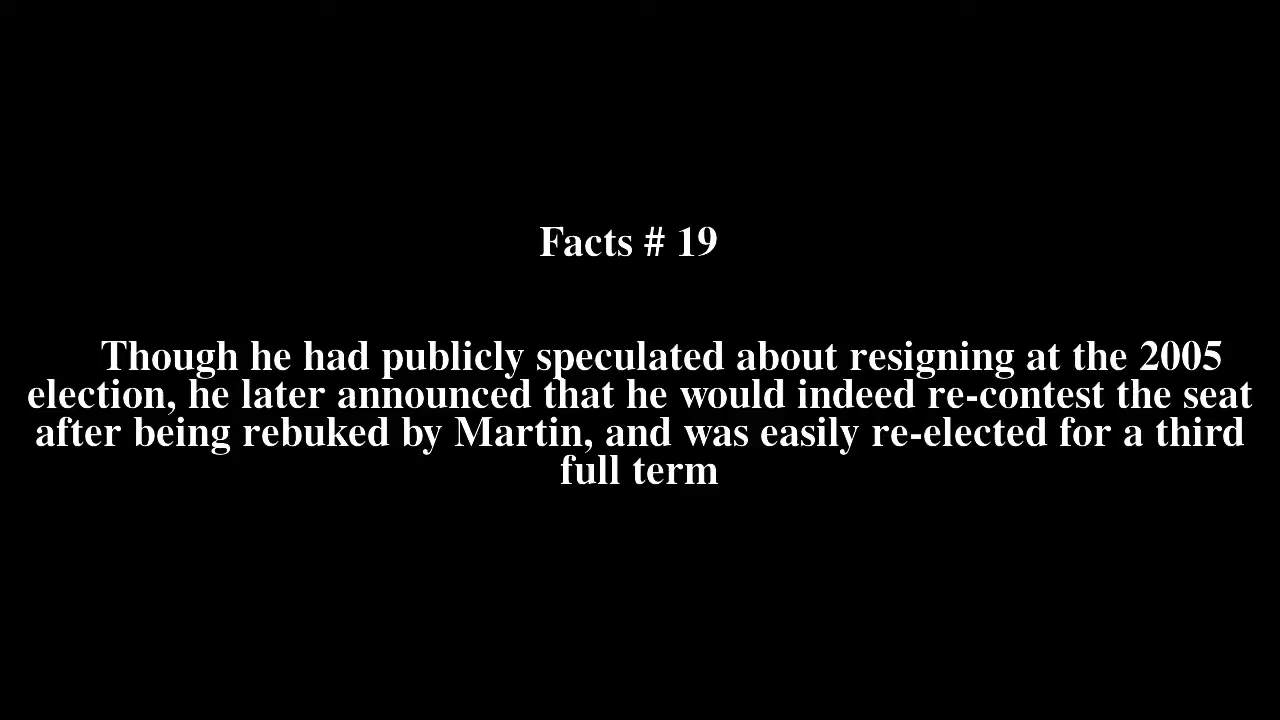 Facts # 19
Though he had publicly speculated about resigning at the 2005
election, he later announced that he would indeed re-contest the seat
after being rebuked by Martin, and was easily re-elected for a third
full term